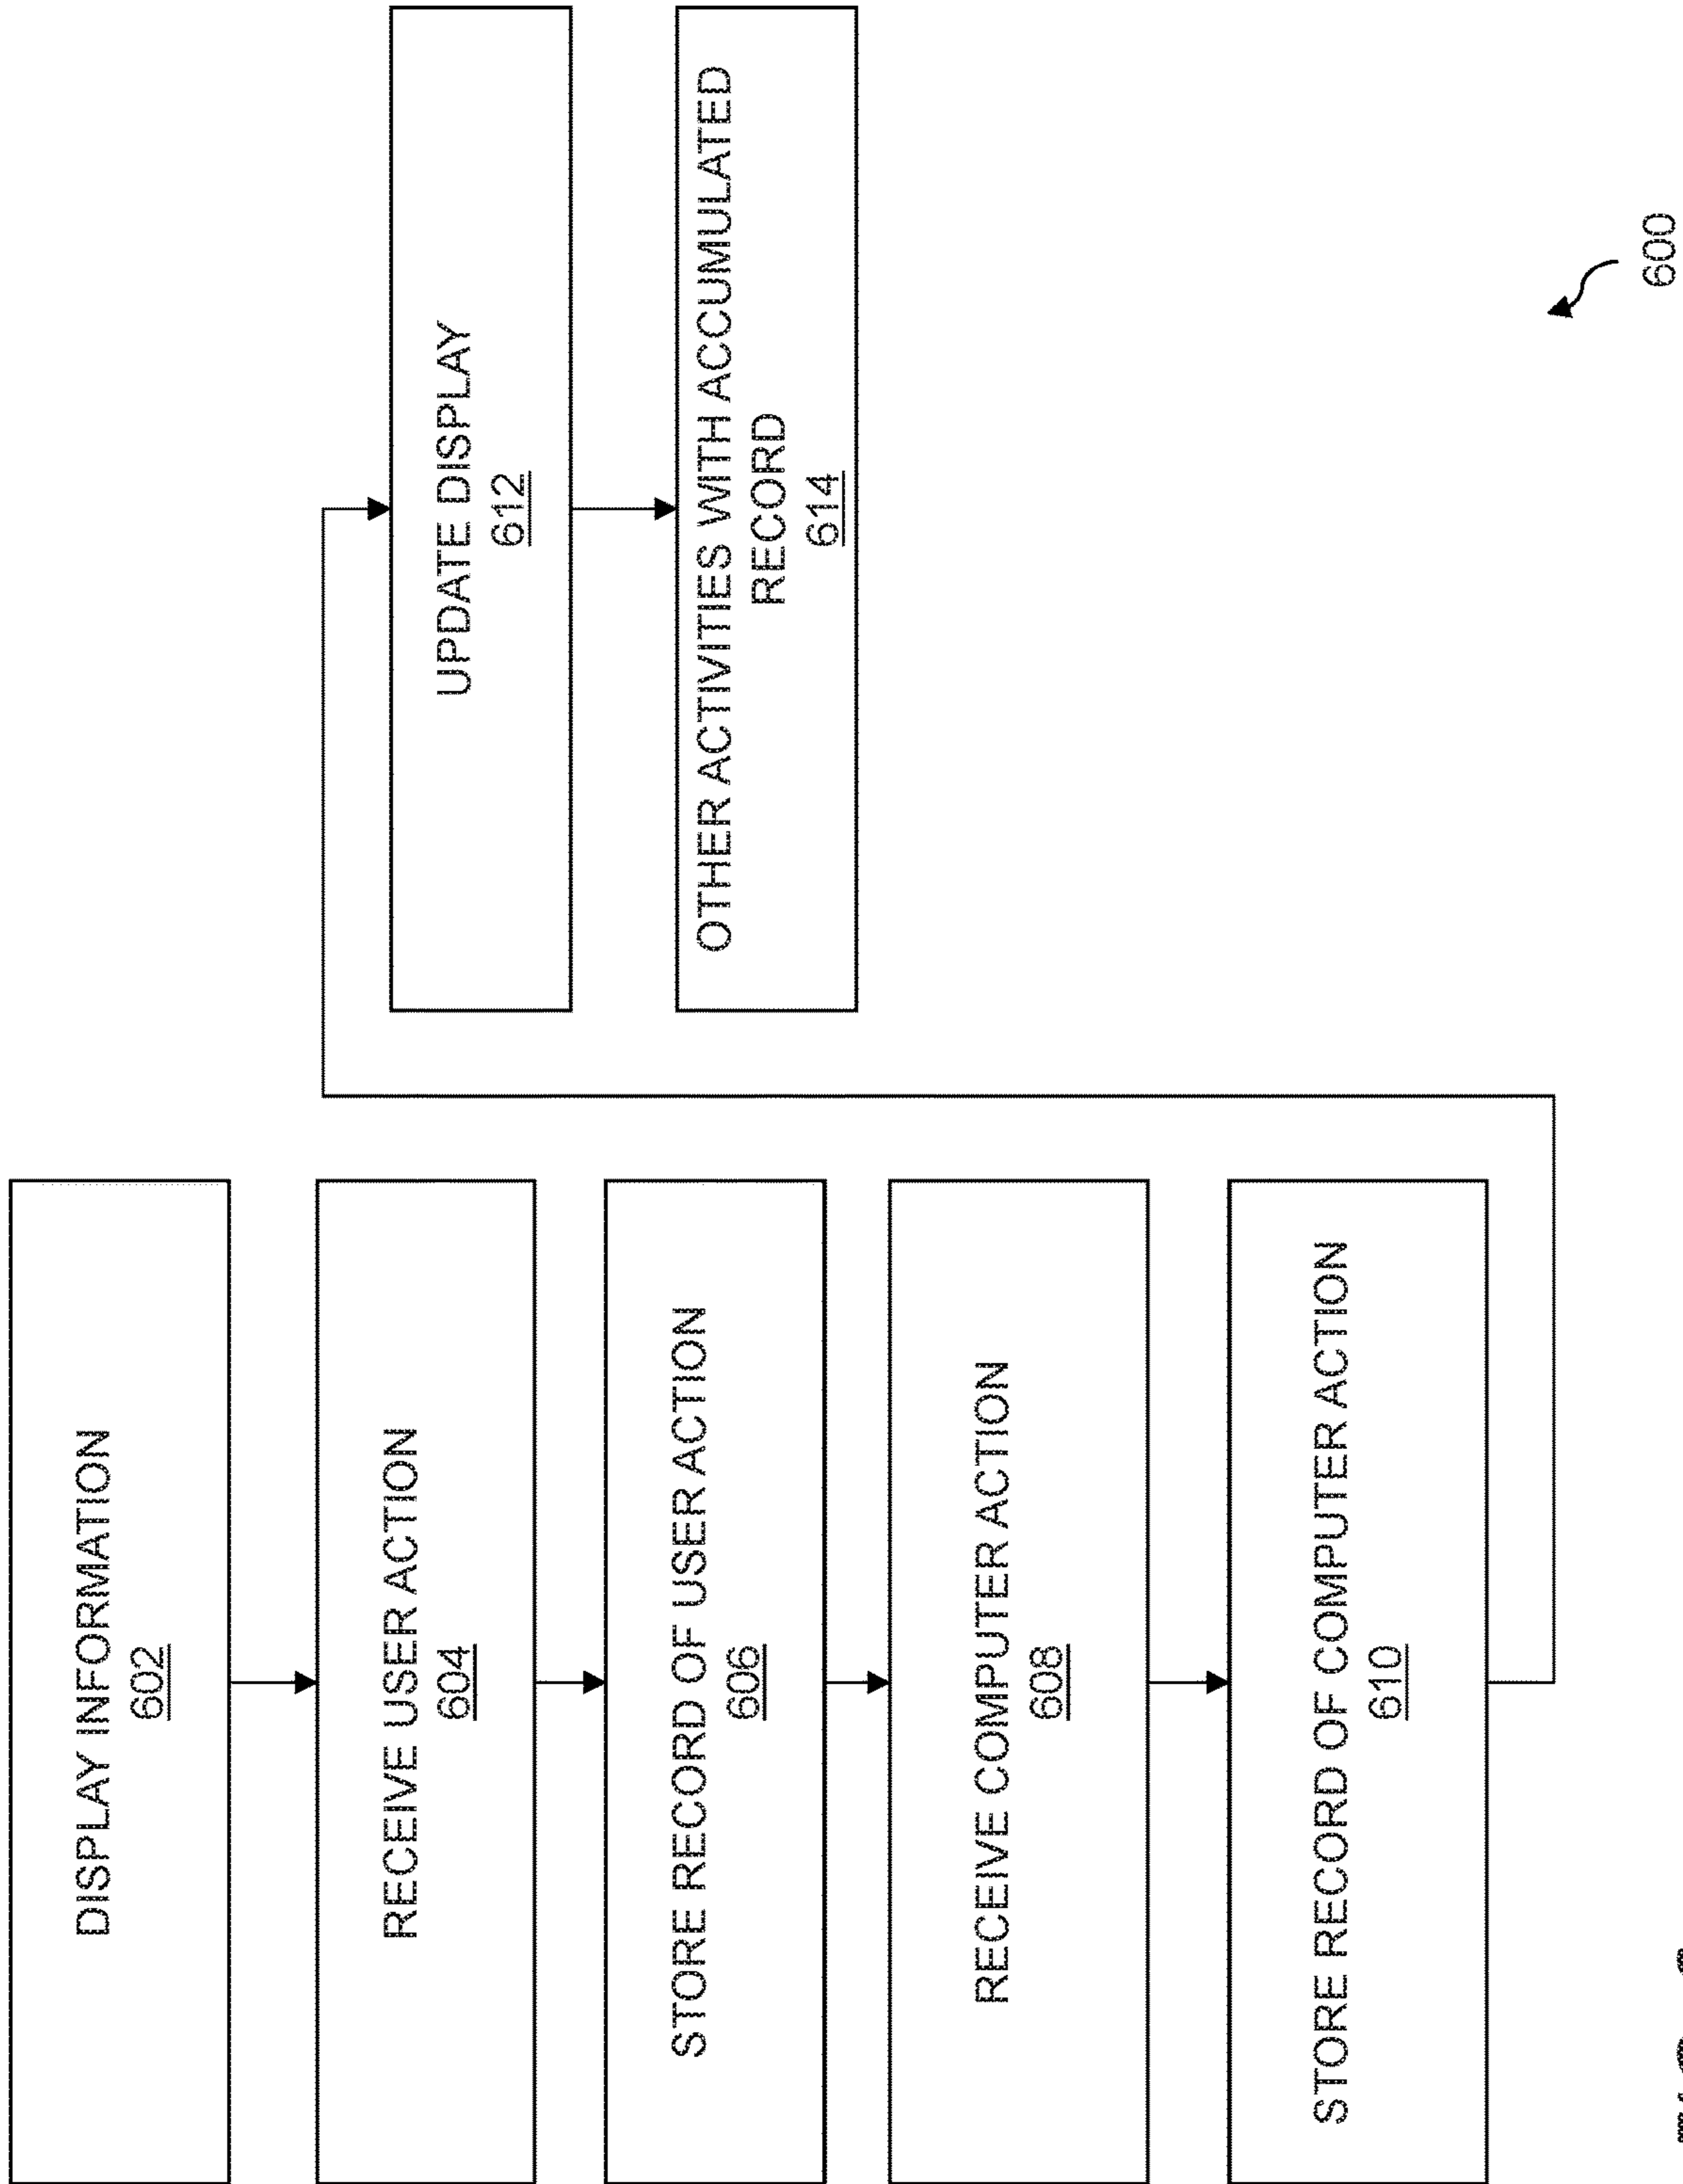 DISPLAY INFORMATION
602
RECEIVE USER ACTION
604
STORE RECORD OF USER ACTION
606
RECEIVE COMPUTER ACTION
608
STORE RECORD OF COMPUTER ACTION
610
UPDATE DISPLAY
612
OTHER ACTIVITIES WITH ACCUMULATED
RECORD
614
600